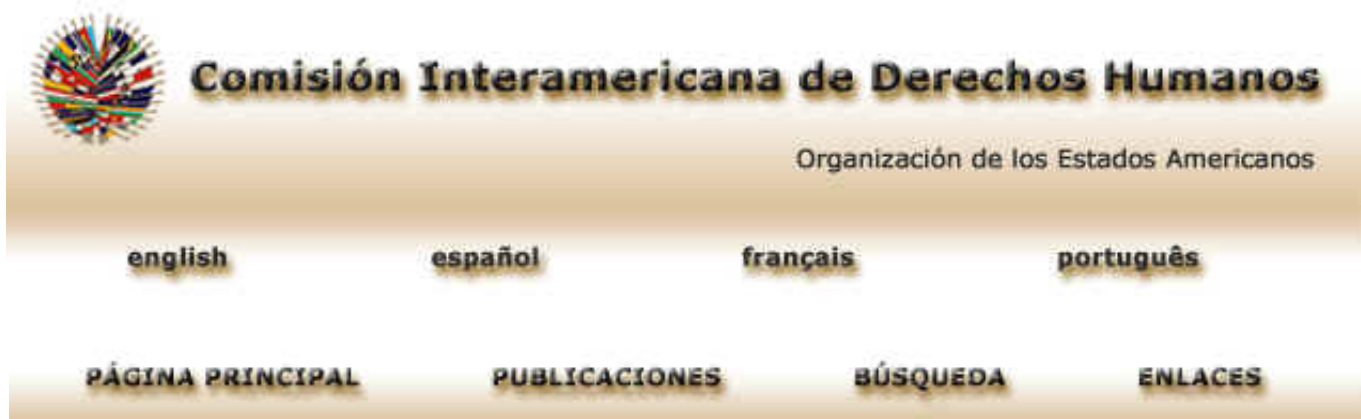 Comisión Interamericana de Derechos Humanos
Organización de los Estados Americanos
english español français português
PÁGINA PRINCIPAL PUBLICACIONES BÚSQUEDA ENLACES